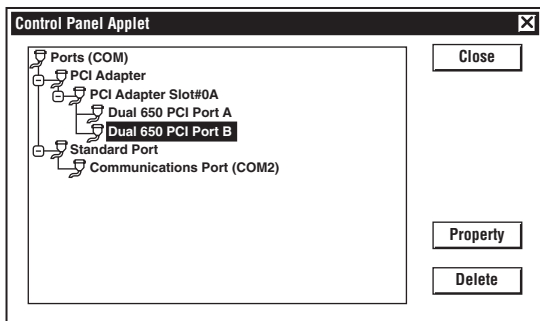 Control Panel Applet
Ports (COM)
PCI Adapter
PCI Adapter Slot#0A
Dual 650 PCI Port A
Dual 650 PCI Port B
Standard Port
Communications Port (COM2)
Close
Property
Delete